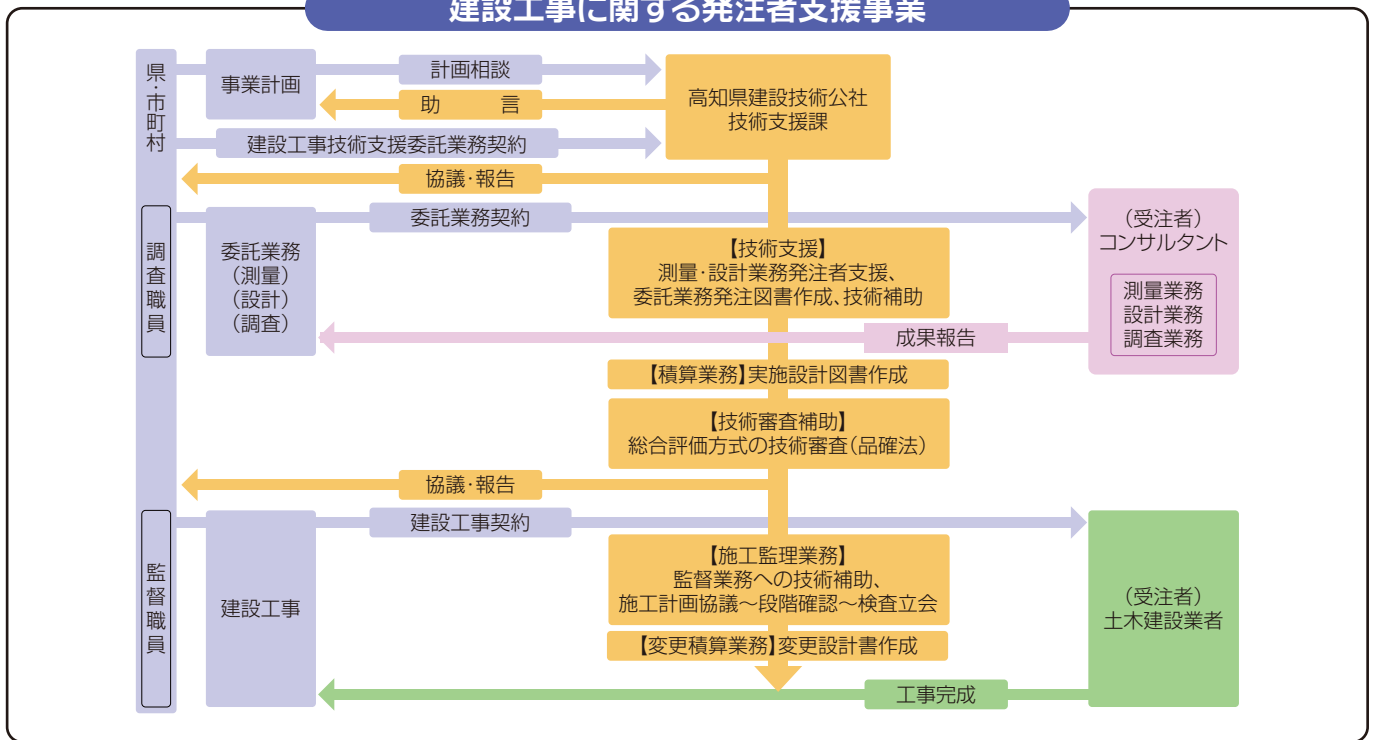 建設工事に関する発注者支援事業
県・市町村
事業計画
計画相談
助　言
高知県建設技術公社
技術支援課
建設工事技術支援委託業務契約
協議・報告
調査職員
委託業務
（測量）
（設計）
（調査）
委託業務契約
（受注者）
コンサルタント
測量業務
設計業務
調査業務
【技術支援】
測量・設計業務発注者支援、
委託業務発注図書作成、技術補助
成果報告
【積算業務】実施設計図書作成
【技術審査補助】
総合評価方式の技術審査（品確法）
協議・報告
監督職員
建設工事
建設工事契約
【施工監理業務】
監督業務への技術補助、
施工計画協議～段階確認～検査立会
【変更積算業務】変更設計書作成
（受注者）
土木建設業者
工事完成